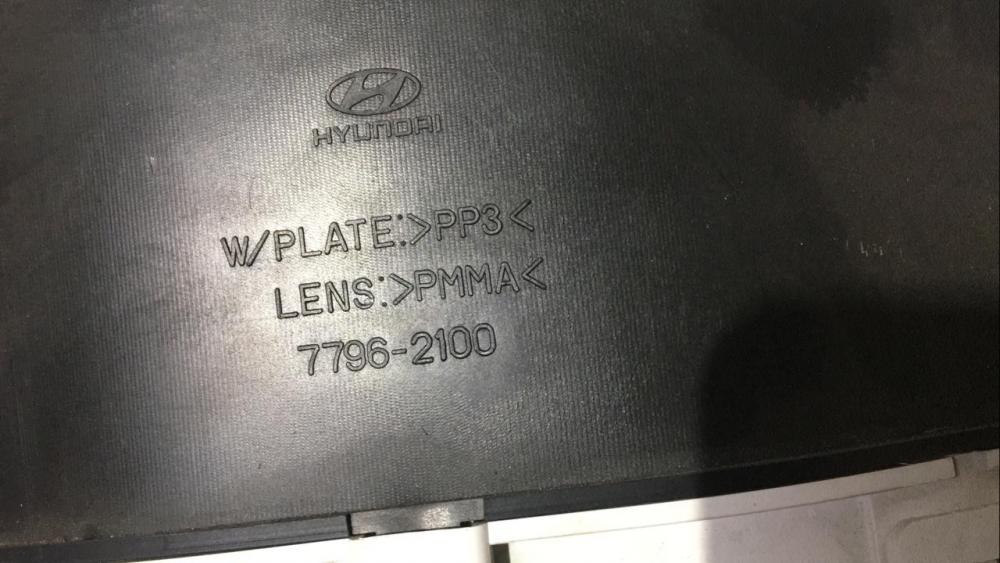 HYUNDAI
W/PLATE:>PP3<
LENS:>PMMA<
7796-2100